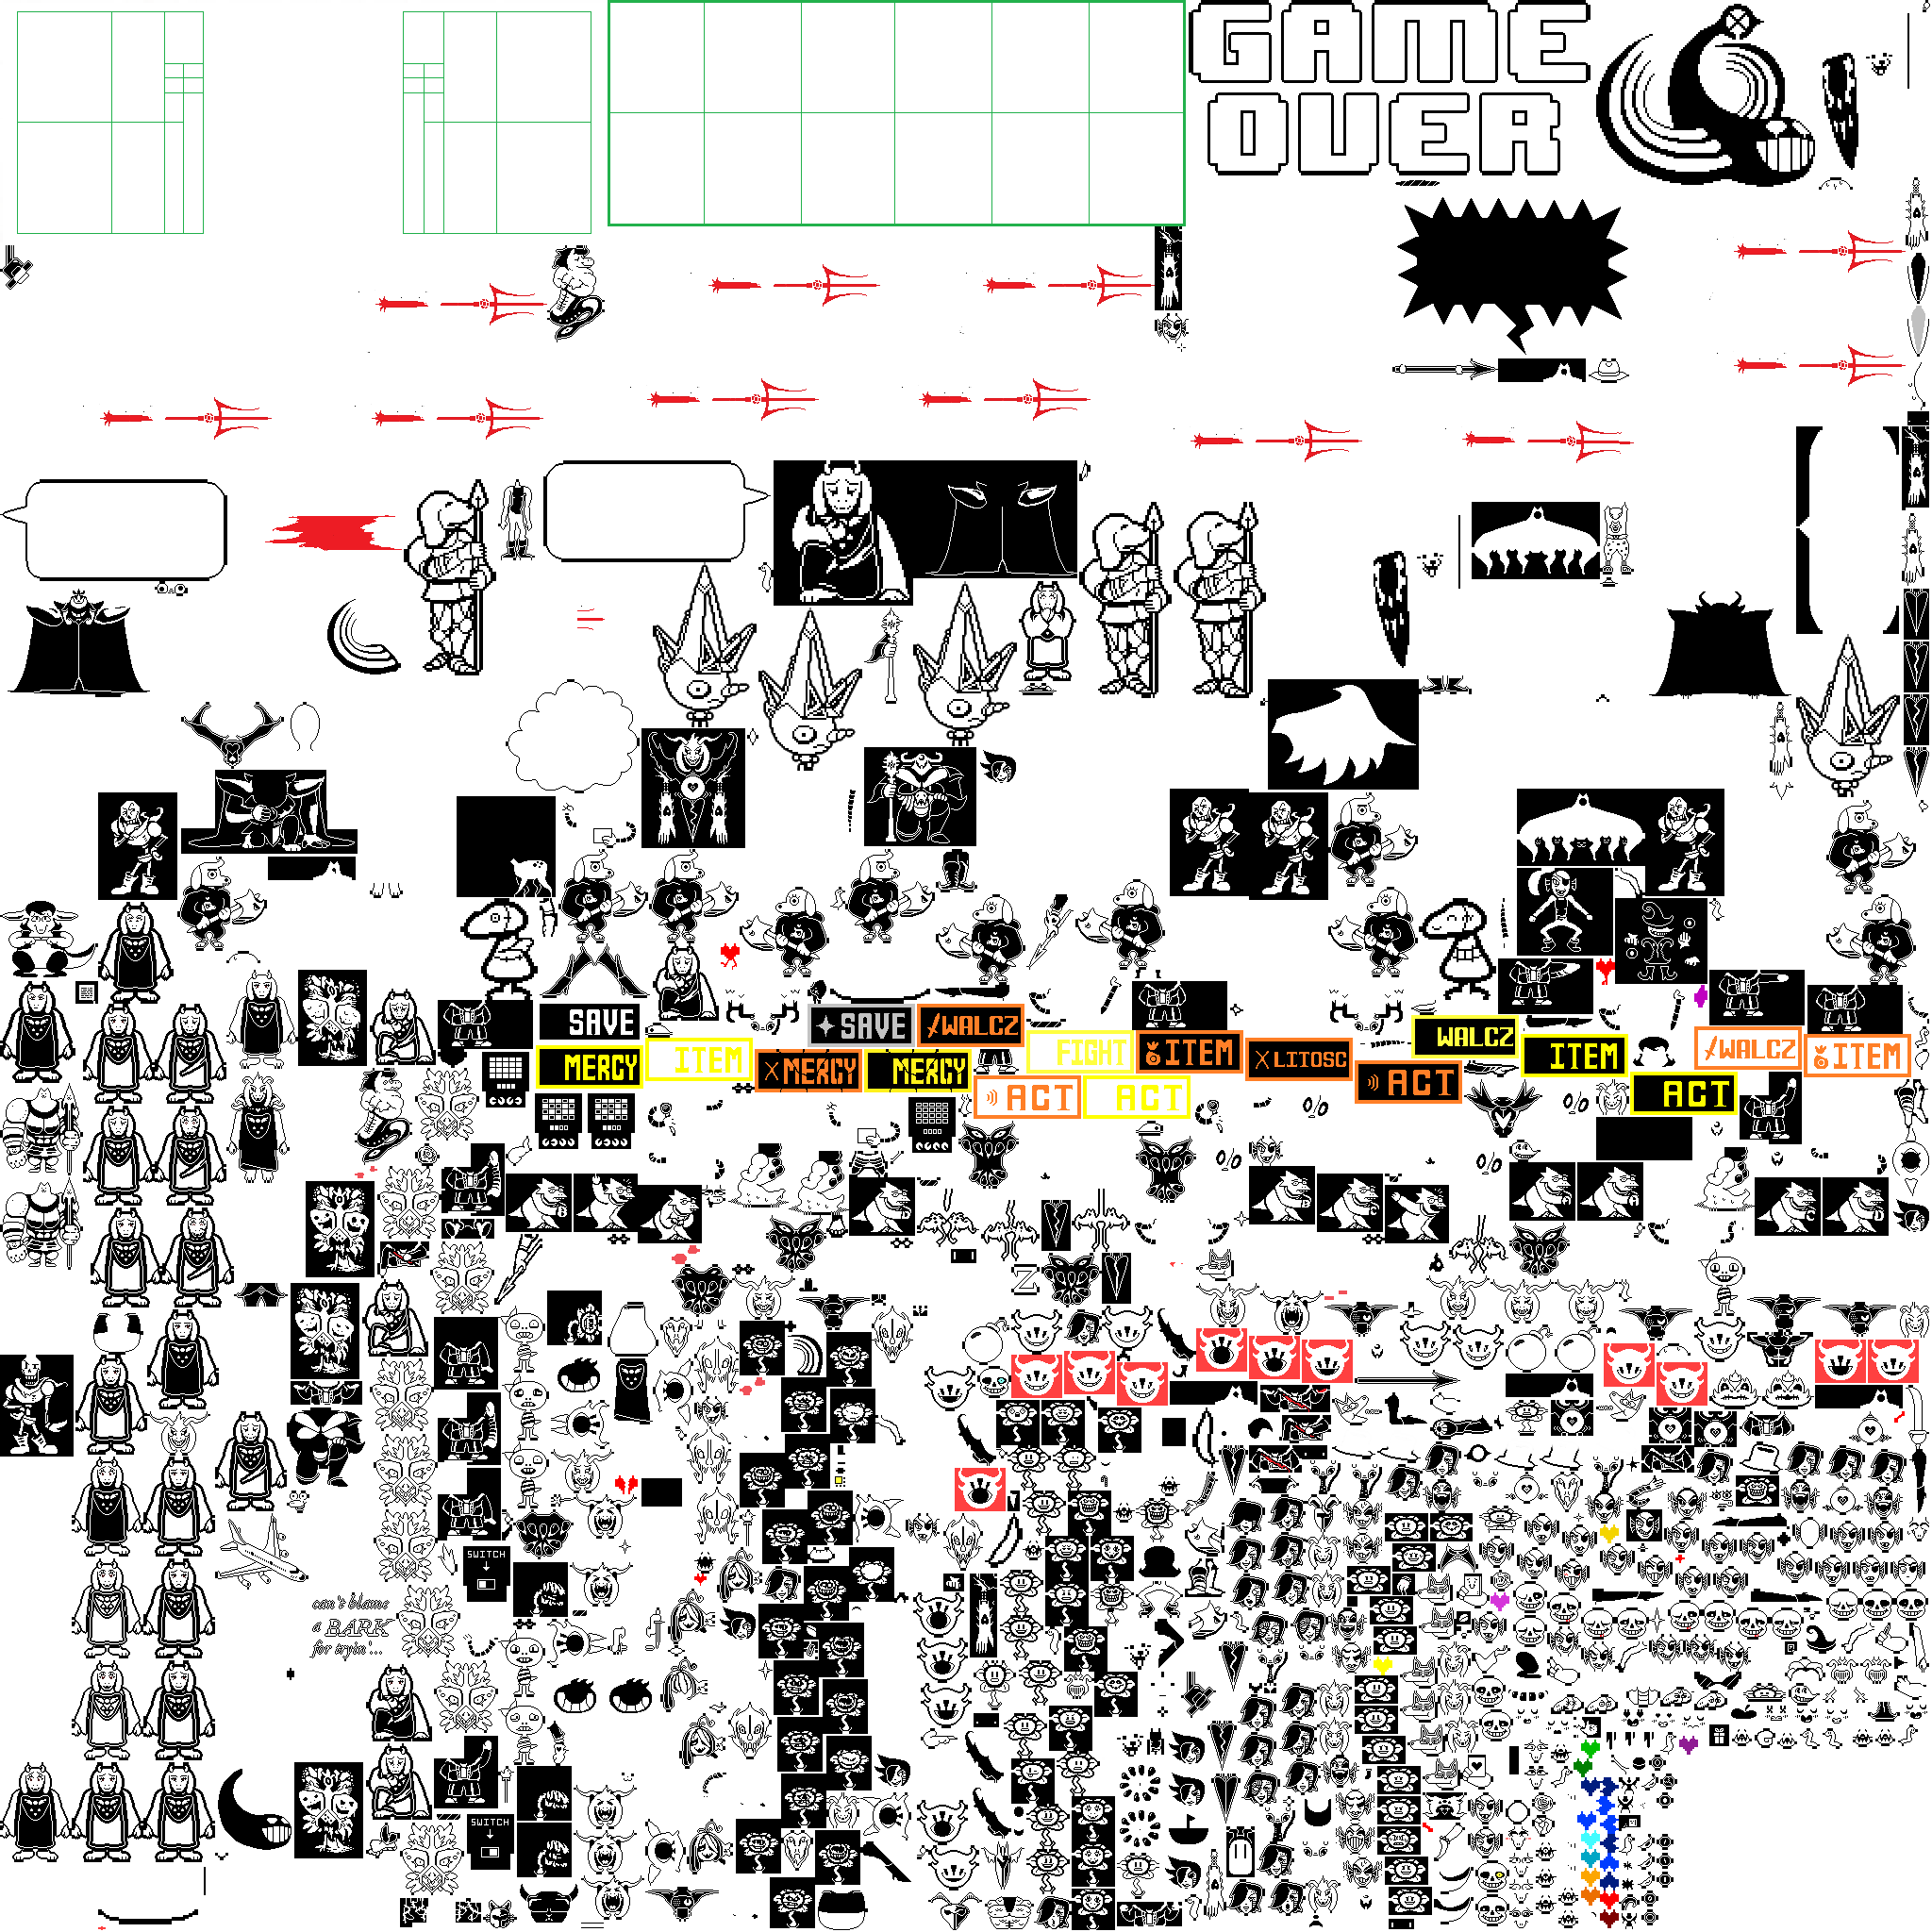 GAME
OVER
SAVE
SAVE
WALCZ
WALCZ
WALCZ
MERCY
ITEM
MERCY
MERCY
FIGHT
ITEM
LITOSC
ITEM
ITEM
ACT
ACT
ACT
ACT
Z
SWITCH
can't blame
a BARK
for tryin'...
SWITCH